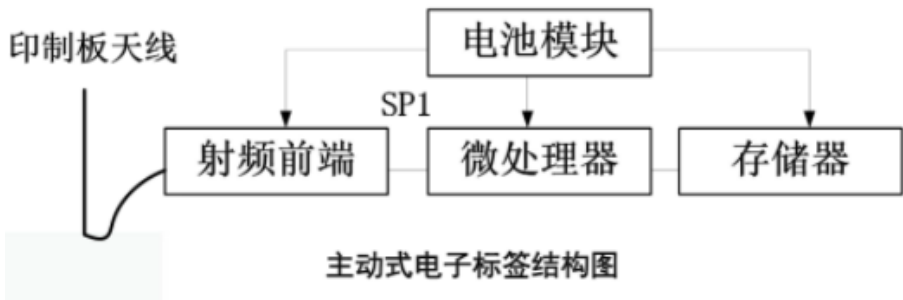 电池模块
印制板天线
SP1
射频前端
微处理器
存储器
主动式电子标签结构图